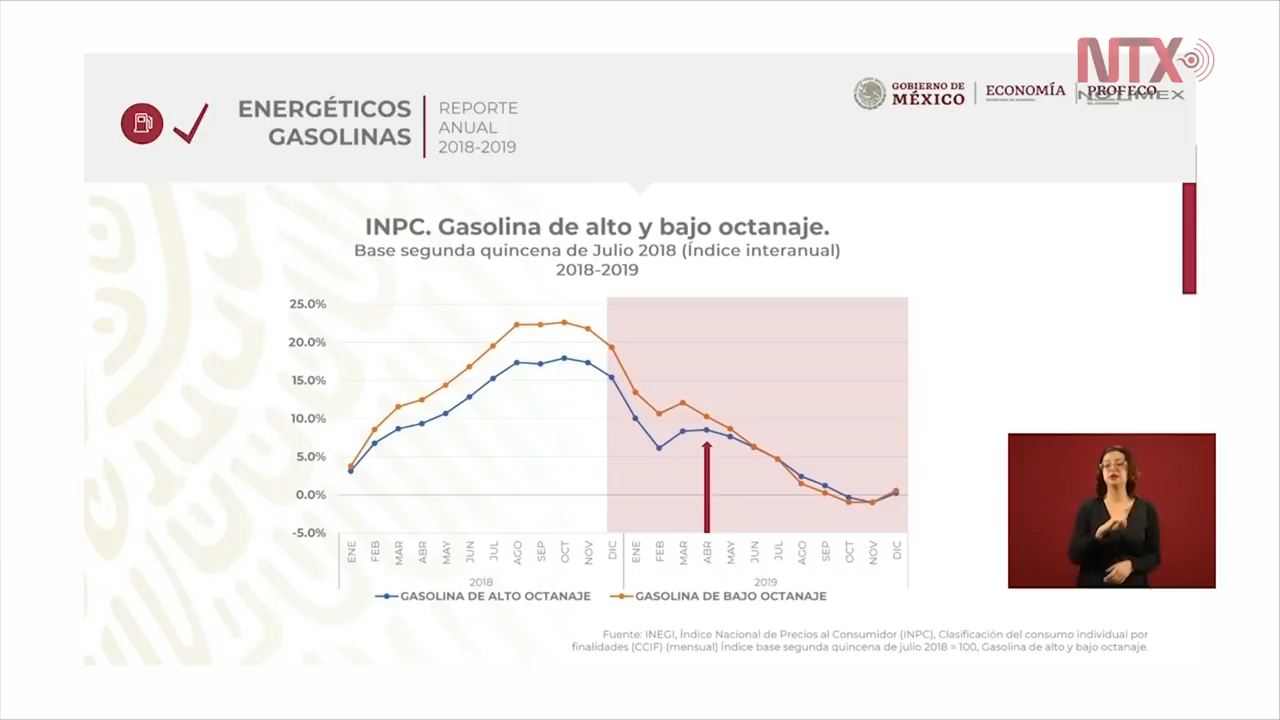 NTX
NOTIMEX
GOBIERNO DE
MÉXICO
ECONOMÍA
PROFECO
ENERGÉTICOS
GASOLINAS
REPORTE
ANUAL
2018-2019
INPC. Gasolina de alto y bajo octanaje.
Base segunda quincena de Julio 2018 (Índice interanual)
2018-2019
25.0%
20.0%
15.0%
10.0%
5.0%
0.0%
-5.0%
ENE FEB MAR ABR MAY JUN JUL AGO SEP OCT NOV DIC ENE FEB MAR ABR MAY JUN JUL AGO SEP OCT NOV DIC
2018 2019
GASOLINA DE ALTO OCTANAJE GASOLINA DE BAJO OCTANAJE
Fuente: INEGI, Índice Nacional de Precios al Consumidor (INPC), Clasificación del consumo individual por
finalidades (CCIF) (mensual) Índice base segunda quincena de julio 2018 = 100, Gasolina de alto y bajo octanaje.